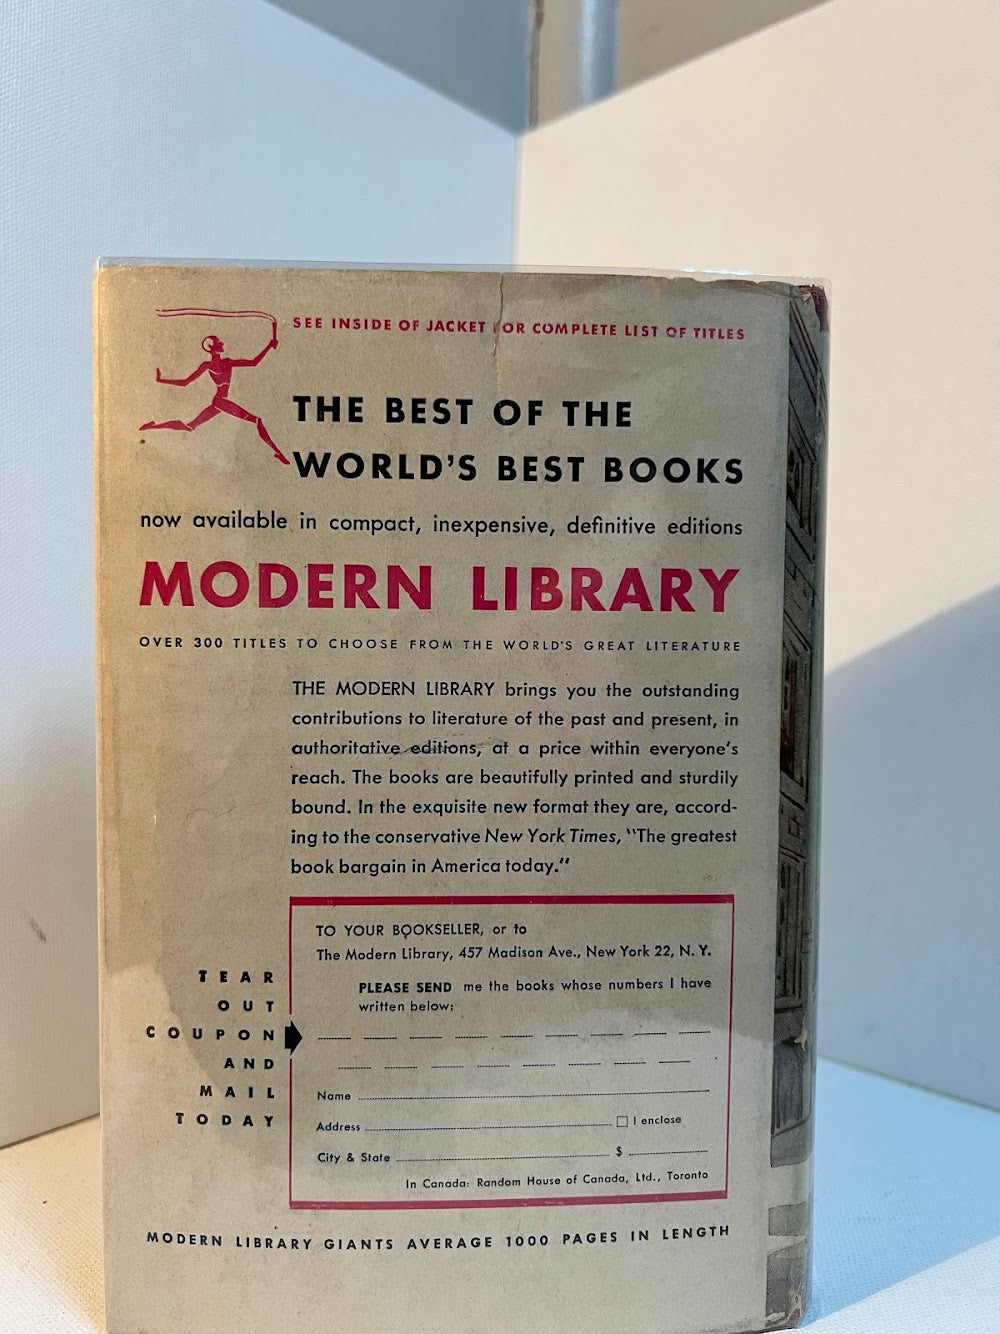 SEE INSIDE OF JACKET FOR COMPLETE LIST OF TITLES
THE BEST OF THE
WORLD'S BEST BOOKS
now available in compact, inexpensive, definitive editions
MODERN LIBRARY
OVER 300 TITLES TO CHOOSE FROM THE WORLD'S GREAT LITERATURE
THE MODERN LIBRARY brings you the outstanding
contributions to literature of the past and present, in
authoritative editions, at a price within everyone's
reach. The books are beautifully printed and sturdily
bound. In the exquisite new format they are, accord-
ing to the conservative New York Times, "The greatest
book bargain in America today."
TO YOUR BOOKSELLER, or to
The Modern Library, 457 Madison Ave., New York 22, N. Y.
PLEASE SEND me the books whose numbers I have
written below:
TEAR
OUT
COUPON
AND
MAIL
TODAY
Name
Address
I enclose
City & State
$
In Canada: Random House of Canada, Ltd., Toronto
MODERN LIBRARY GIANTS AVERAGE 1000 PAGES IN LENGTH